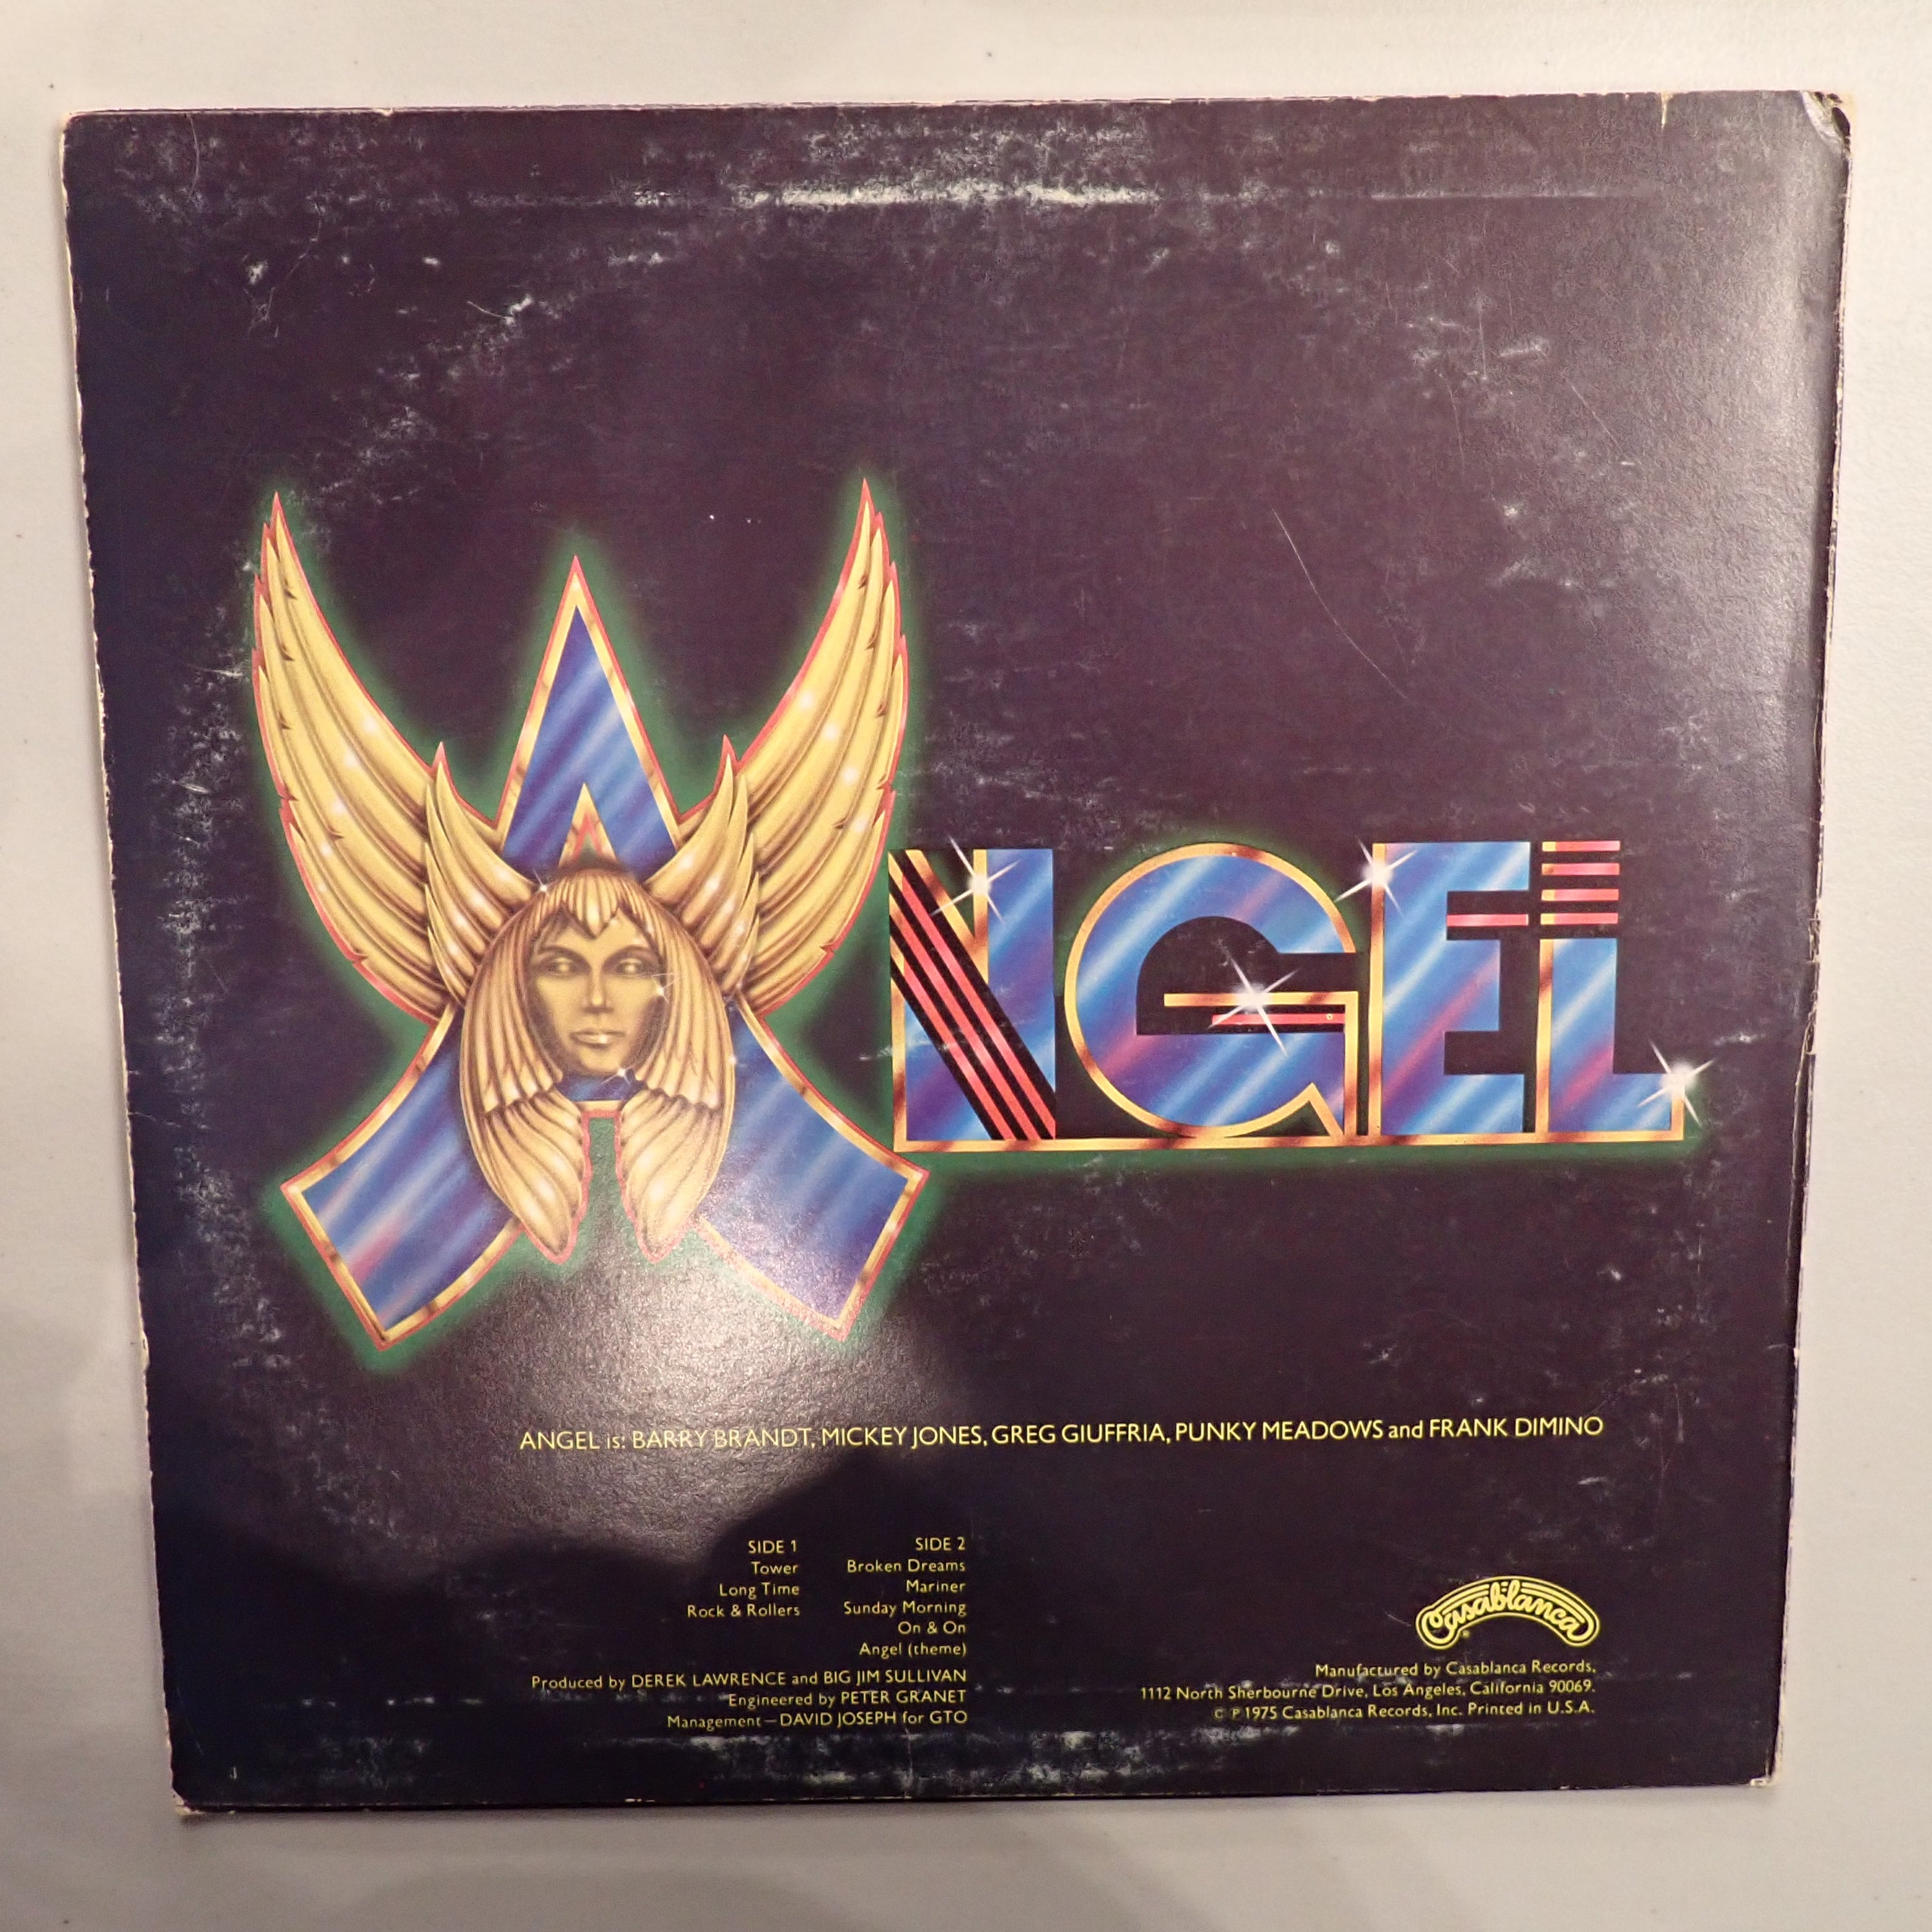 ANGEL
ANGEL is: BARRY BRANDT, MICKEY JONES, GREG GIUFFRIA, PUNKY MEADOWS and FRANK DIMINO
SIDE 1
Tower
Long Time
Rock & Rollers
SIDE 2
Broken Dreams
Mariner
Sunday Morning
On & On
Angel (theme)
Produced by DEREK LAWRENCE and BIG JIM SULLIVAN
Engineered by PETER GRANET
Management — DAVID JOSEPH for GTO
Casablanca
Manufactured by Casablanca Records,
1112 North Sherbourne Drive, Los Angeles, California 90069.
© ℗ 1975 Casablanca Records, Inc. Printed in U.S.A.